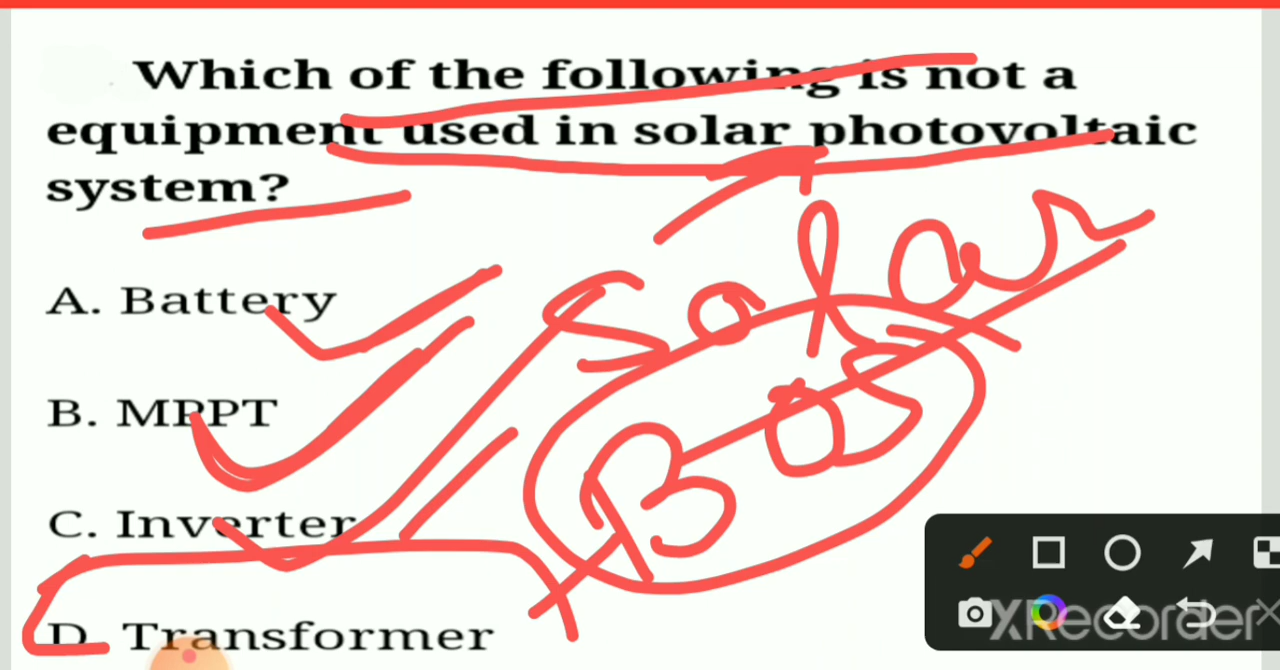 Which of the following is not a
equipment used in solar photovoltaic
system?
A. Battery
B. MPPT
Solar
Bos
C. Inverter
D. Transformer
XRecorder